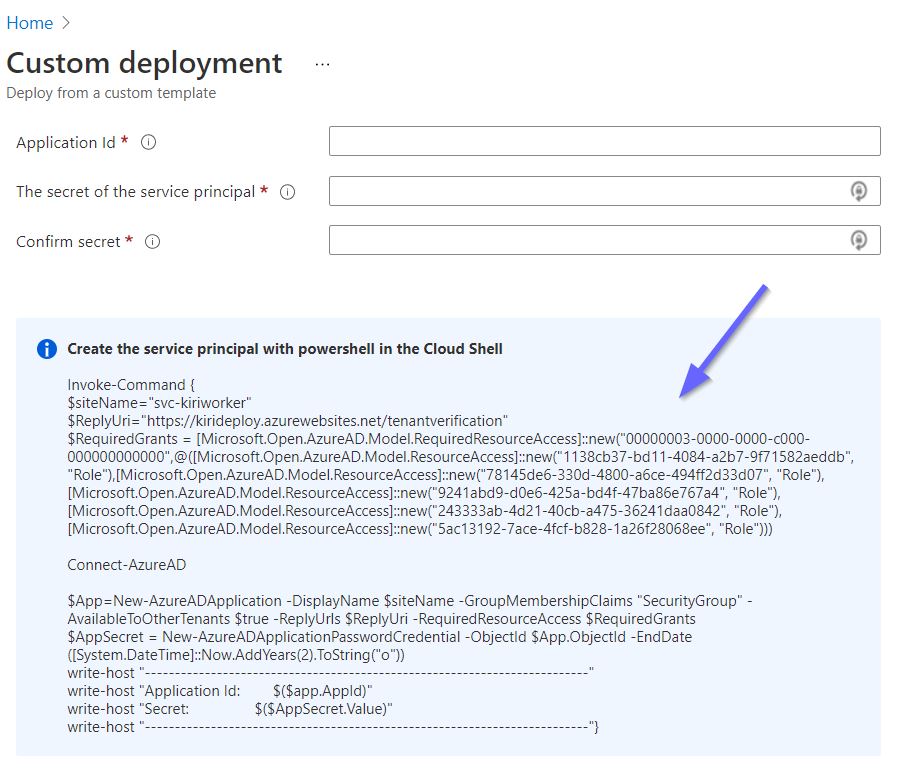 Home >
Custom deployment ...
Deploy from a custom template
Application Id *
The secret of the service principal *
Confirm secret *
Create the service principal with powershell in the Cloud Shell
Invoke-Command {
$siteName="svc-kiriworker"
$ReplyUri="https://kirideploy.azurewebsites.net/tenantverification"
$RequiredGrants = [Microsoft.Open.AzureAD.Model.RequiredResourceAccess]::new("00000003-0000-0000-c000-
000000000000",@([Microsoft.Open.AzureAD.Model.ResourceAccess]::new("1138cb37-bd11-4084-a2b7-9f71582aeddb",
"Role"),[Microsoft.Open.AzureAD.Model.ResourceAccess]::new("78145de6-330d-4800-a6ce-494ff2d33d07", "Role"),
[Microsoft.Open.AzureAD.Model.ResourceAccess]::new("9241abd9-d0e6-425a-bd4f-47ba86e767a4", "Role"),
[Microsoft.Open.AzureAD.Model.ResourceAccess]::new("243333ab-4d21-40cb-a475-36241daa0842", "Role"),
[Microsoft.Open.AzureAD.Model.ResourceAccess]::new("5ac13192-7ace-4fcf-b828-1a26f28068ee", "Role")))
Connect-AzureAD
$App=New-AzureADApplication -DisplayName $siteName -GroupMembershipClaims "SecurityGroup" -
AvailableToOtherTenants $true -ReplyUrls $ReplyUri -RequiredResourceAccess $RequiredGrants
$AppSecret = New-AzureADApplicationPasswordCredential -ObjectId $App.ObjectId -EndDate
([System.DateTime]::Now.AddYears(2).ToString("o"))
write-host "--------------------------------------------------------------------------"
write-host "Application Id: $($app.AppId)"
write-host "Secret: $($AppSecret.Value)"
write-host "--------------------------------------------------------------------------"}